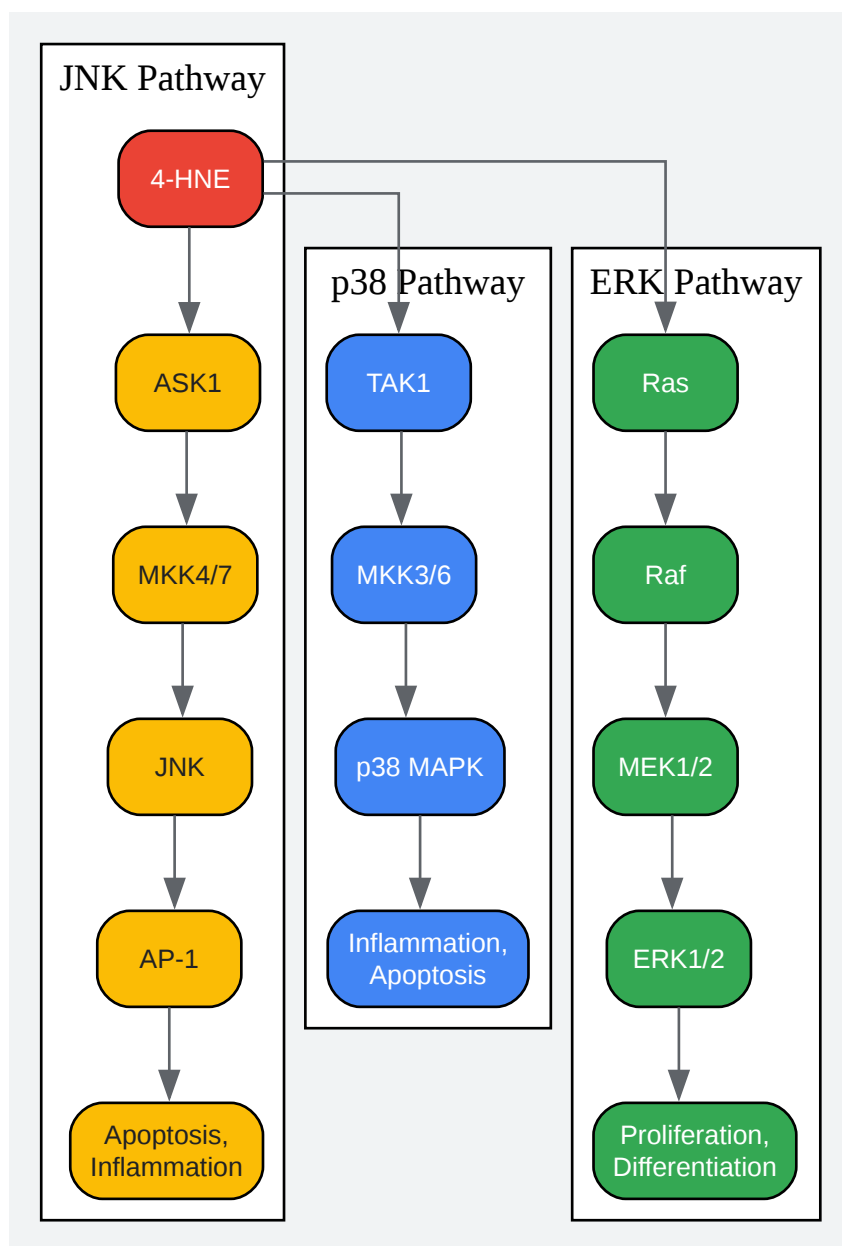 JNK Pathway
4-HNE
ASK1
MKK4/7
JNK
AP-1
Apoptosis,
Inflammation
p38 Pathway
TAK1
MKK3/6
p38 MAPK
Inflammation,
Apoptosis
ERK Pathway
Ras
Raf
MEK1/2
ERK1/2
Proliferation,
Differentiation